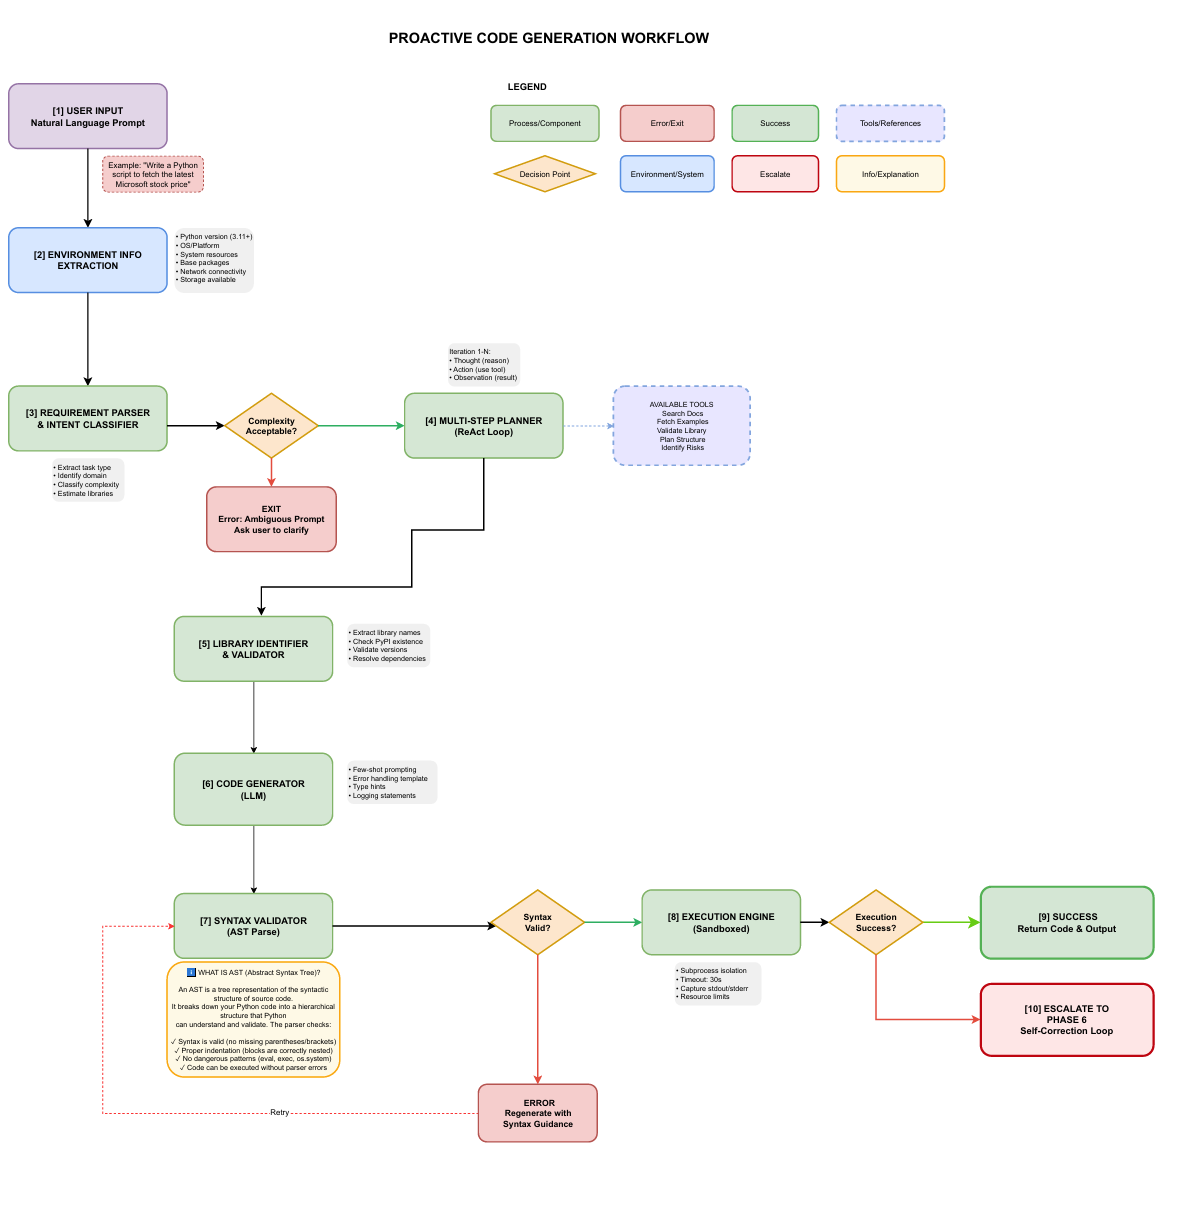 PROACTIVE CODE GENERATION WORKFLOW
LEGEND
Process/Component
Error/Exit
Success
Tools/References
Decision Point
Environment/System
Escalate
Info/Explanation
[1] USER INPUT
Natural Language Prompt
Example: "Write a Python
script to fetch the latest
Microsoft stock price"
[2] ENVIRONMENT INFO
EXTRACTION
• Python version (3.11+)
• OS/Platform
• System resources
• Base packages
• Network connectivity
• Storage available
[3] REQUIREMENT PARSER
& INTENT CLASSIFIER
• Extract task type
• Identify domain
• Classify complexity
• Estimate libraries
Complexity
Acceptable?
EXIT
Error: Ambiguous Prompt
Ask user to clarify
Iteration 1-N:
• Thought (reason)
• Action (use tool)
• Observation (result)
[4] MULTI-STEP PLANNER
(ReAct Loop)
AVAILABLE TOOLS
Search Docs
Fetch Examples
Validate Library
Plan Structure
Identify Risks
[5] LIBRARY IDENTIFIER
& VALIDATOR
• Extract library names
• Check PyPI existence
• Validate versions
• Resolve dependencies
[6] CODE GENERATOR
(LLM)
• Few-shot prompting
• Error handling template
• Type hints
• Logging statements
[7] SYNTAX VALIDATOR
(AST Parse)
ℹ️ WHAT IS AST (Abstract Syntax Tree)?
An AST is a tree representation of the syntactic
structure of source code.
It breaks down your Python code into a hierarchical
structure that Python
can understand and validate. The parser checks:
✓ Syntax is valid (no missing parentheses/brackets)
✓ Proper indentation (blocks are correctly nested)
✓ No dangerous patterns (eval, exec, os.system)
✓ Code can be executed without parser errors
Syntax
Valid?
[8] EXECUTION ENGINE
(Sandboxed)
• Subprocess isolation
• Timeout: 30s
• Capture stdout/stderr
• Resource limits
Execution
Success?
[9] SUCCESS
Return Code & Output
[10] ESCALATE TO
PHASE 6
Self-Correction Loop
ERROR
Regenerate with
Syntax Guidance
Retry